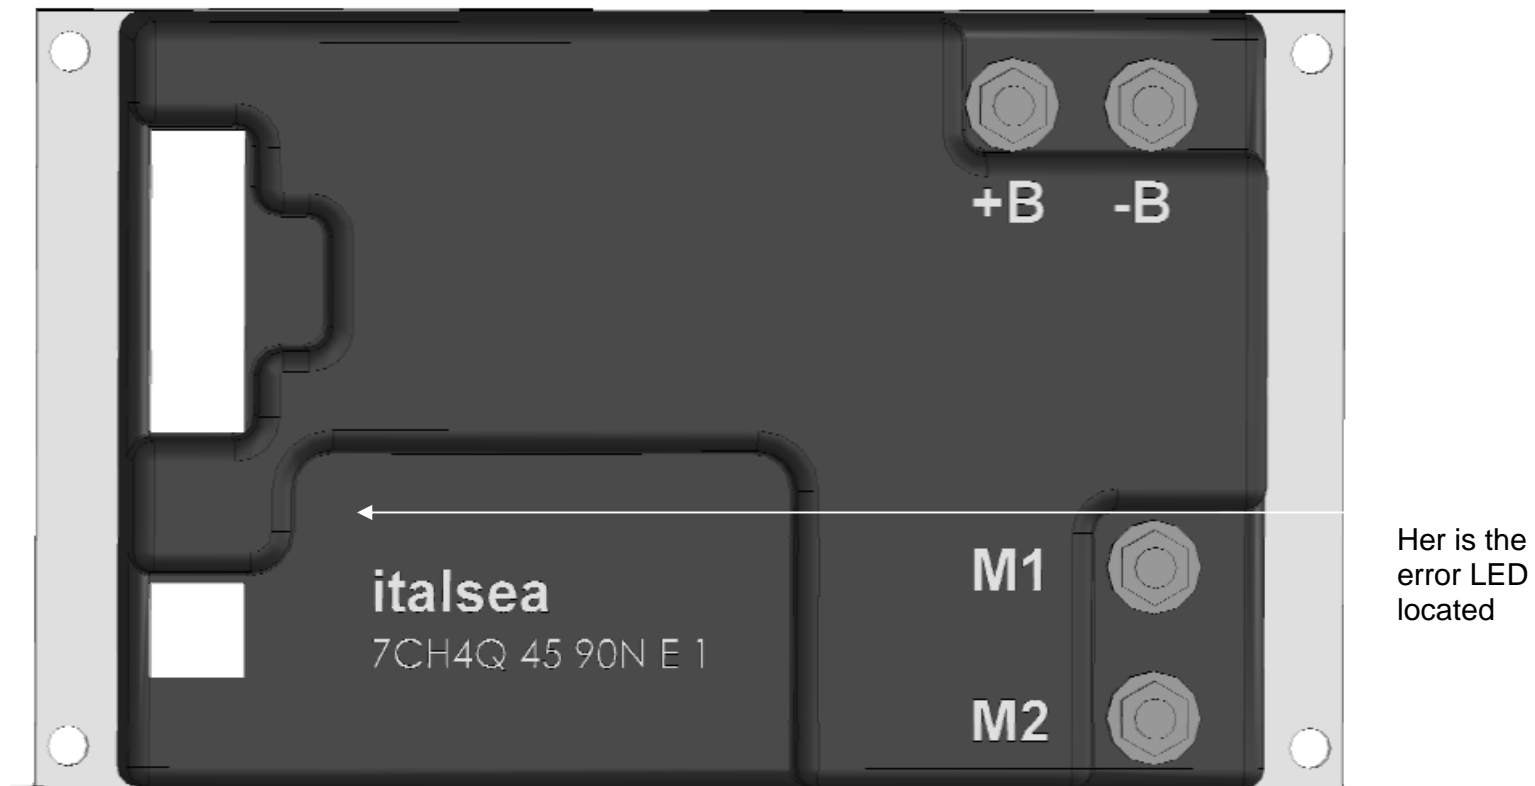 +B -B
M1
Her is the
error LED
located
italsea
7CH4Q 45 90N E 1
M2